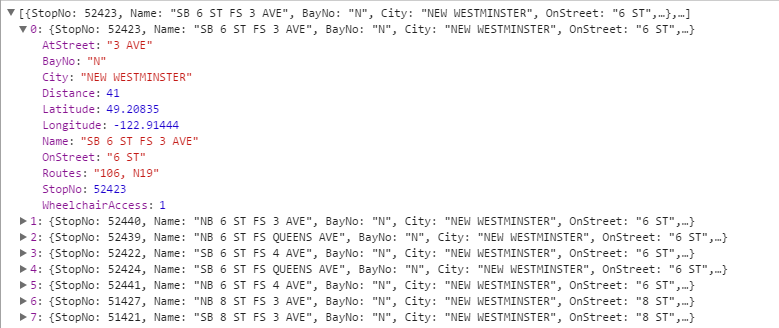 [{StopNo: 52423, Name: "SB 6 ST FS 3 AVE", BayNo: "N", City: "NEW WESTMINSTER", OnStreet: "6 ST",…},…]
0: {StopNo: 52423, Name: "SB 6 ST FS 3 AVE", BayNo: "N", City: "NEW WESTMINSTER", OnStreet: "6 ST",…}
AtStreet: "3 AVE"
BayNo: "N"
City: "NEW WESTMINSTER"
Distance: 41
Latitude: 49.20835
Longitude: -122.91444
Name: "SB 6 ST FS 3 AVE"
OnStreet: "6 ST"
Routes: "106, N19"
StopNo: 52423
WheelchairAccess: 1
1: {StopNo: 52440, Name: "NB 6 ST FS 3 AVE", BayNo: "N", City: "NEW WESTMINSTER", OnStreet: "6 ST",…}
2: {StopNo: 52439, Name: "NB 6 ST FS QUEENS AVE", BayNo: "N", City: "NEW WESTMINSTER", OnStreet: "6 ST",…}
3: {StopNo: 52422, Name: "SB 6 ST FS 4 AVE", BayNo: "N", City: "NEW WESTMINSTER", OnStreet: "6 ST",…}
4: {StopNo: 52424, Name: "SB 6 ST FS QUEENS AVE", BayNo: "N", City: "NEW WESTMINSTER", OnStreet: "6 ST",…}
5: {StopNo: 52441, Name: "NB 6 ST FS 4 AVE", BayNo: "N", City: "NEW WESTMINSTER", OnStreet: "6 ST",…}
6: {StopNo: 51427, Name: "NB 8 ST FS 3 AVE", BayNo: "N", City: "NEW WESTMINSTER", OnStreet: "8 ST",…}
7: {StopNo: 51421, Name: "SB 8 ST FS 3 AVE", BayNo: "N", City: "NEW WESTMINSTER", OnStreet: "8 ST",…}